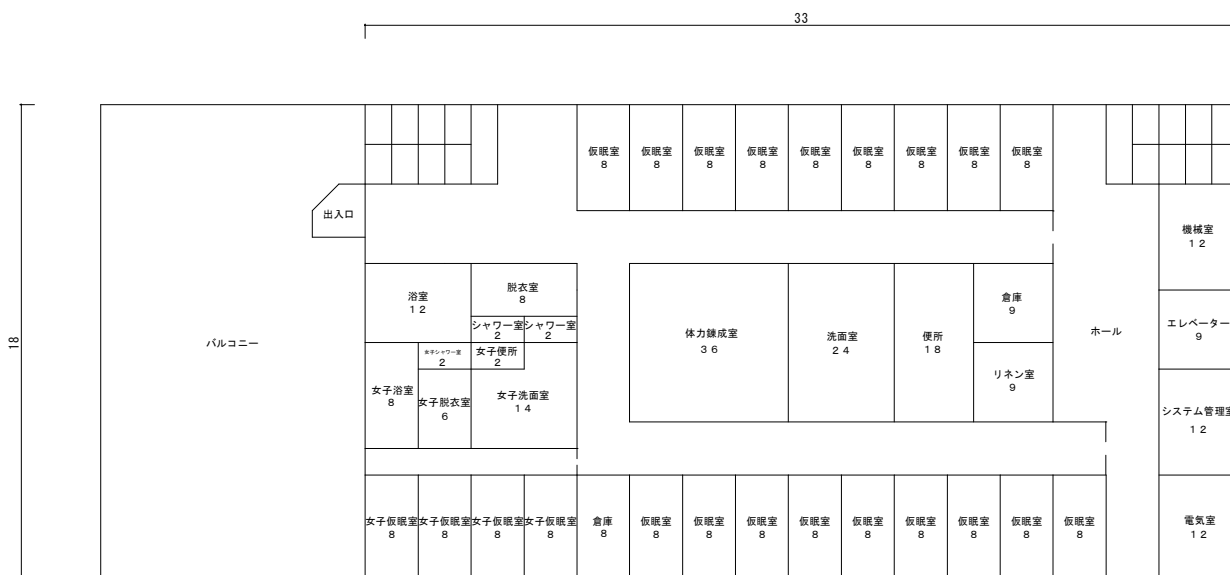 33
18
仮眠室 仮眠室 仮眠室 仮眠室 仮眠室 仮眠室 仮眠室 仮眠室 仮眠室
8 8 8 8 8 8 8 8 8
出入口
機械室
12
浴室
12
脱衣室
8
シャワー室 シャワー室
2 2
倉庫
9
体力錬成室
36
洗面室
24
便所
18
ホール
エレベーター
9
バルコニー
女子シャワー室
2
女子便所
2
リネン室
9
女子浴室
8
女子脱衣室
6
女子洗面室
14
システム管理室
12
女子仮眠室 女子仮眠室 女子仮眠室 女子仮眠室 倉庫 仮眠室 仮眠室 仮眠室 仮眠室 仮眠室 仮眠室 仮眠室 仮眠室 仮眠室 電気室
8 8 8 8 8 8 8 8 8 8 8 8 8 8 12